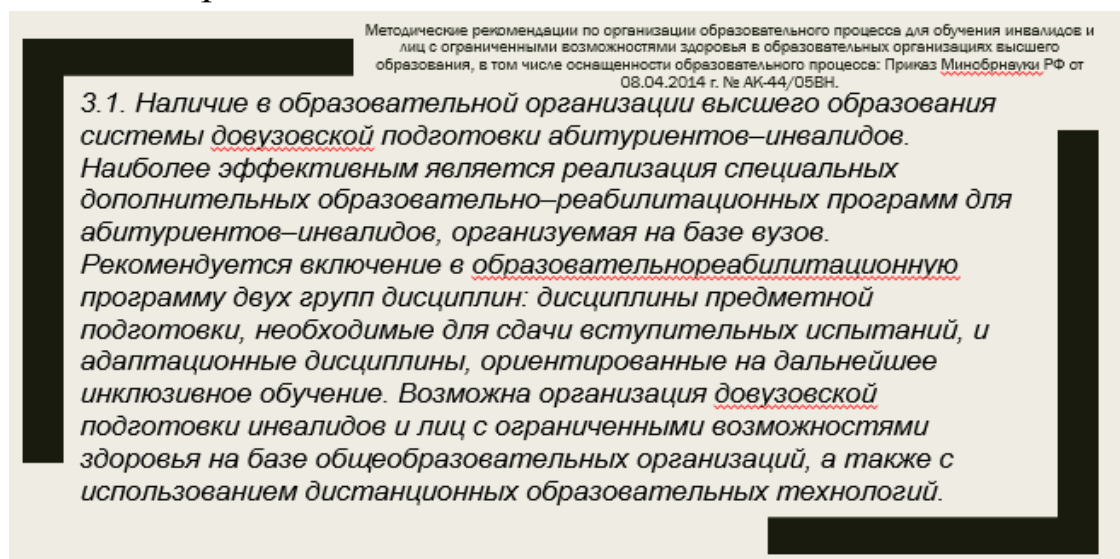 Методические рекомендации по организации образовательного процесса для обучения инвалидов и
лиц с ограниченными возможностями здоровья в образовательных организациях высшего
образования, в том числе оснащенности образовательного процесса: Приказ Минобрнауки РФ от
08.04.2014 г. № АК-44/05ВН.
3.1. Наличие в образовательной организации высшего образования
системы довузовской подготовки абитуриентов–инвалидов.
Наиболее эффективным является реализация специальных
дополнительных образовательно–реабилитационных программ для
абитуриентов–инвалидов, организуемая на базе вузов.
Рекомендуется включение в образовательнореабилитационную
программу двух групп дисциплин: дисциплины предметной
подготовки, необходимые для сдачи вступительных испытаний, и
адаптационные дисциплины, ориентированные на дальнейшее
инклюзивное обучение. Возможна организация довузовской
подготовки инвалидов и лиц с ограниченными возможностями
здоровья на базе общеобразовательных организаций, а также с
использованием дистанционных образовательных технологий.